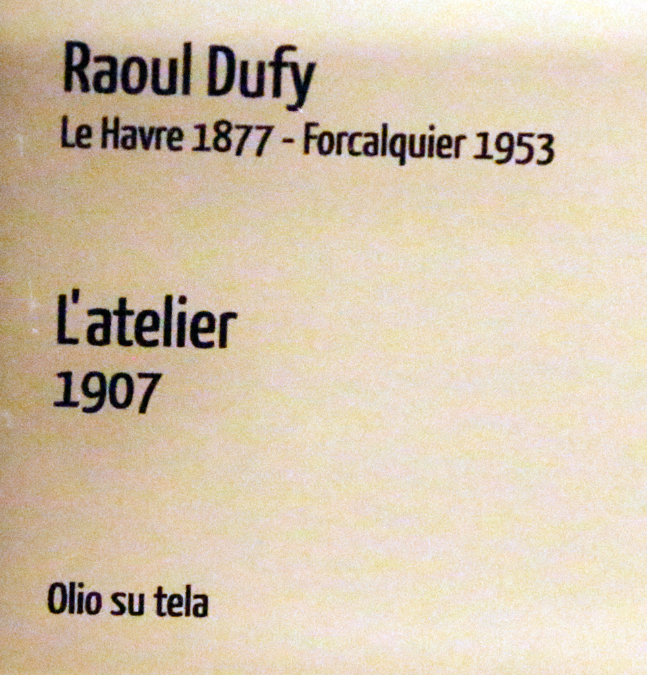 Raoul Dufy
Le Havre 1877 - Forcalquier 1953
L'atelier
1907
Olio su tela